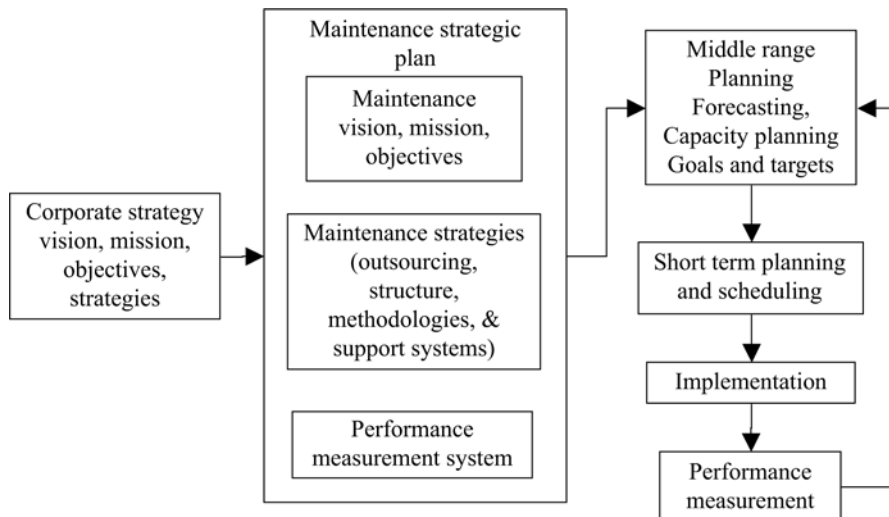 Corporate strategy
vision, mission,
objectives,
strategies
Maintenance strategic
plan
Maintenance
vision, mission,
objectives
Maintenance strategies
(outsourcing,
structure,
methodologies, &
support systems)
Performance
measurement system
Middle range
Planning
Forecasting,
Capacity planning
Goals and targets
Short term planning
and scheduling
Implementation
Performance
measurement